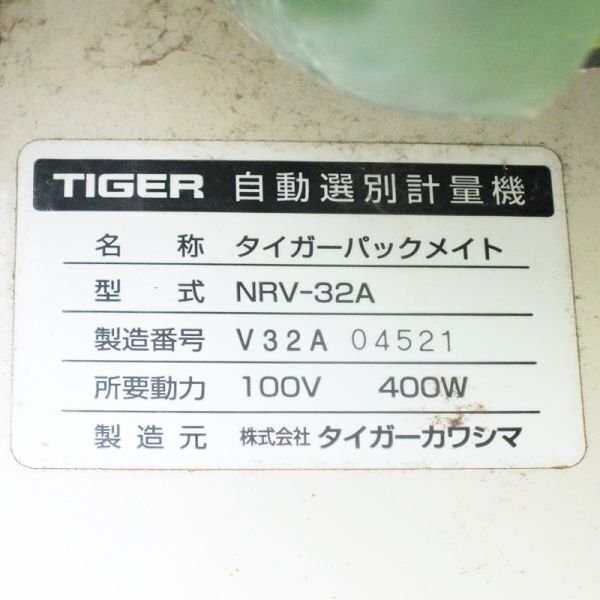 TIGER 自動選別計量機
名 称 タイガーパックメイト
型 式 NRV-32A
製造番号 V32A 04521
所要動力 100V 400W
製造元 株式会社 タイガーカワシマ